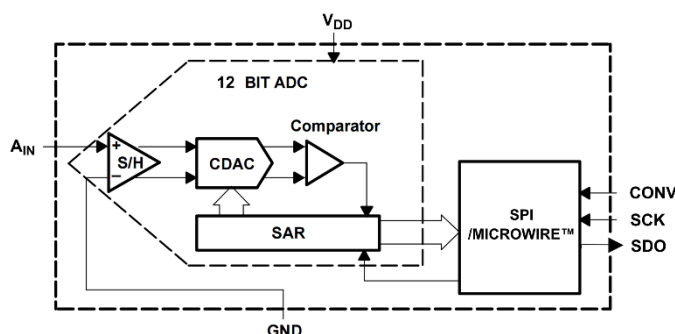 VDD
12 BIT ADC
Comparator
AIN
+
S/H
−
CDAC
SAR
SPI
/MICROWIRE™
CONV
SCK
SDO
GND